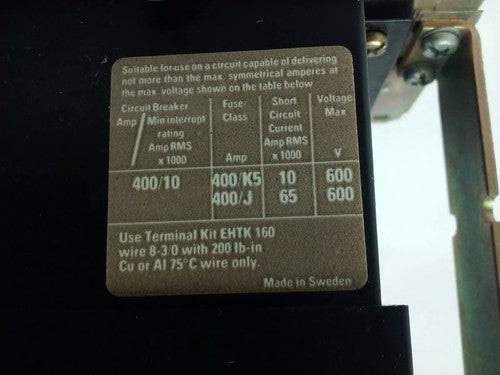 Suitable for use on a circuit capable of delivering
not more than the max. symmetrical amperes at
the max. voltage shown on the table below
Circuit Breaker Fuse/ Short Voltage
Amp / Min interrupt Class Circuit Max
rating Current
Amp RMS Amp RMS
x 1000 Amp x 1000 V
400/10 400/K5 10 600
400/J 65 600
Use Terminal Kit EHTK 160
wire 8-3/0 with 200 lb-in
Cu or Al 75°C wire only.
Made in Sweden